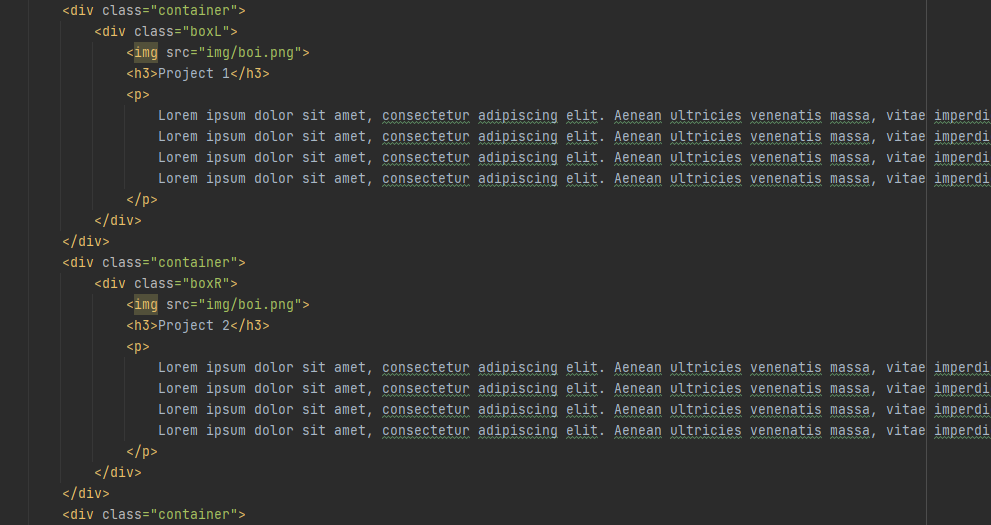 <div class="container">
<div class="boxL">
<img src="img/boi.png">
<h3>Project 1</h3>
<p>
Lorem ipsum dolor sit amet, consectetur adipiscing elit. Aenean ultricies venenatis massa, vitae imperdi
Lorem ipsum dolor sit amet, consectetur adipiscing elit. Aenean ultricies venenatis massa, vitae imperdi
Lorem ipsum dolor sit amet, consectetur adipiscing elit. Aenean ultricies venenatis massa, vitae imperdi
Lorem ipsum dolor sit amet, consectetur adipiscing elit. Aenean ultricies venenatis massa, vitae imperdi
</p>
</div>
</div>
<div class="container">
<div class="boxR">
<img src="img/boi.png">
<h3>Project 2</h3>
<p>
Lorem ipsum dolor sit amet, consectetur adipiscing elit. Aenean ultricies venenatis massa, vitae imperdi
Lorem ipsum dolor sit amet, consectetur adipiscing elit. Aenean ultricies venenatis massa, vitae imperdi
Lorem ipsum dolor sit amet, consectetur adipiscing elit. Aenean ultricies venenatis massa, vitae imperdi
Lorem ipsum dolor sit amet, consectetur adipiscing elit. Aenean ultricies venenatis massa, vitae imperdi
</p>
</div>
</div>
<div class="container">